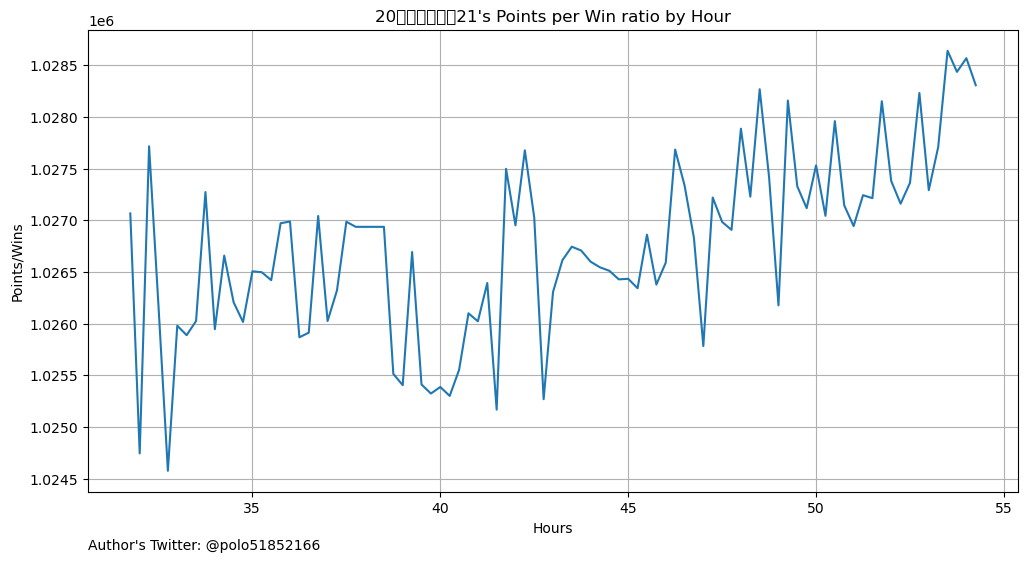 20▯▯▯▯▯▯21's Points per Win ratio by Hour
1e6
1.0285
1.0280
1.0275
1.0270
1.0265
1.0260
1.0255
1.0250
1.0245
Points/Wins
35
40
45
50
55
Hours
Author's Twitter: @polo51852166